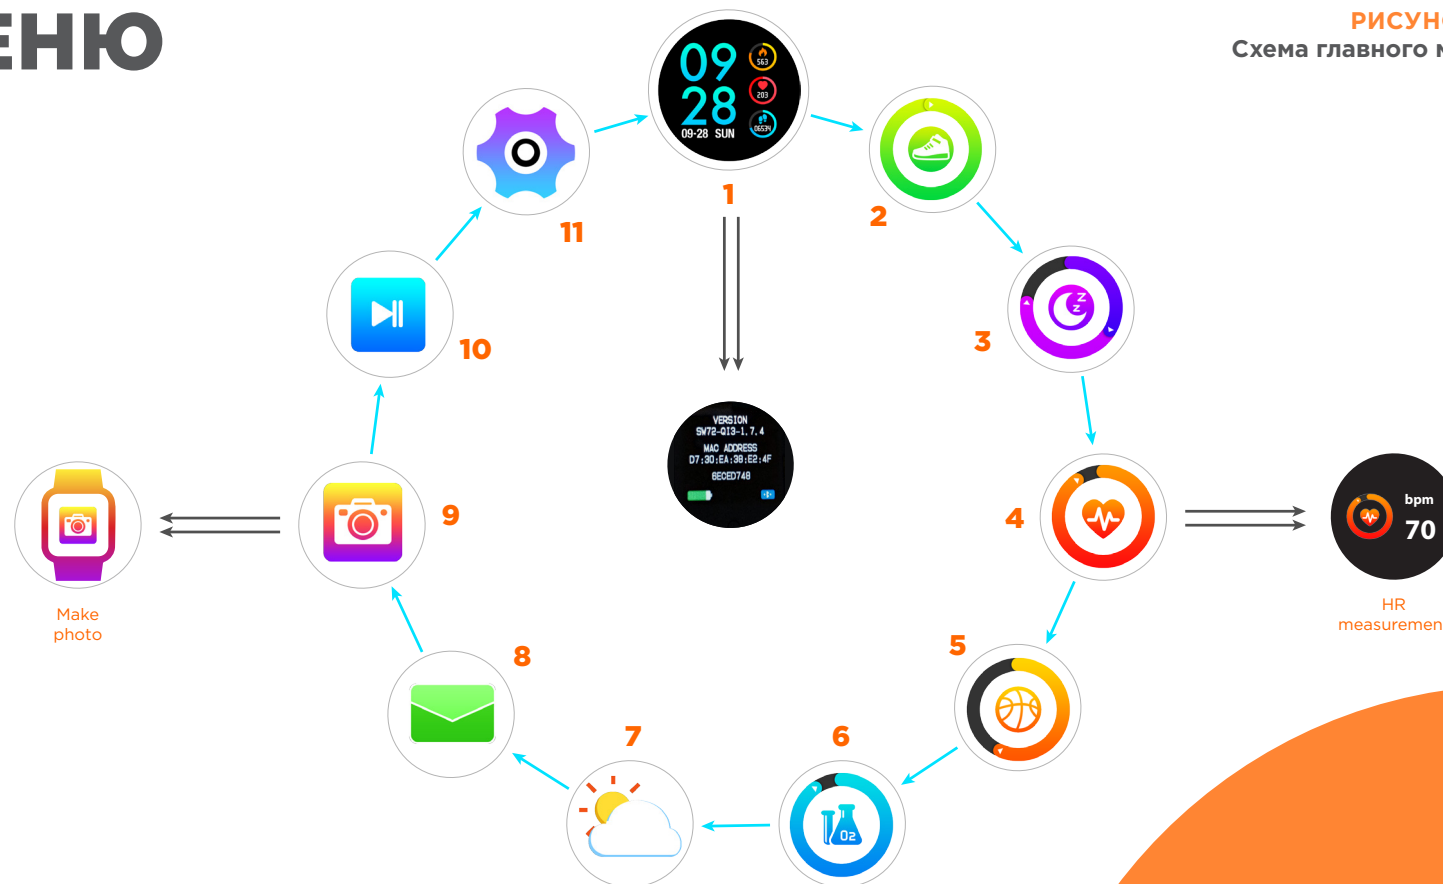 ЕНЮ
РИСУНО
Схема главного м
09
28
09-28 SUN
563
203
06534
1
2
3
4
5
6
7
8
9
10
11
VERSION
SW72-QI3-1.7.4
MAC ADDRESS
D7:30:EA:38:E2:4F
6ECED748
z
z
bpm
70
HR
measuremen
O2
Make
photo